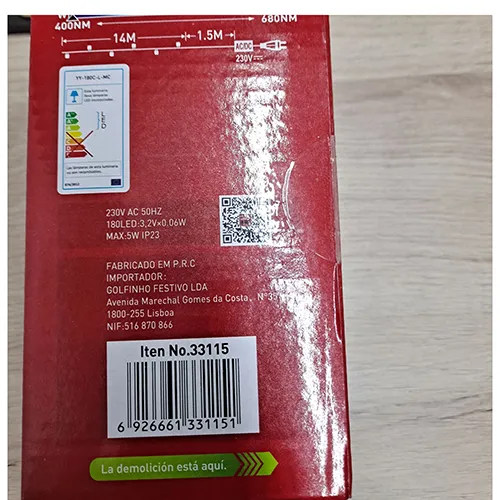 400NM
680NM
14M
1.5M
AC/DC
230V
YY-180C-L-MC
LED
230V AC 50HZ
180LED:3,2V×0.06W
MAX:5W IP23
FABRICADO EM P.R.C
IMPORTADOR:
GOLFINHO FESTIVO LDA
Avenida Marechal Gomes da Costa, Nº35
1800-255 Lisboa
NIF:516 870 866
Iten No.33115
6 926661 331151
La demolición está aquí.